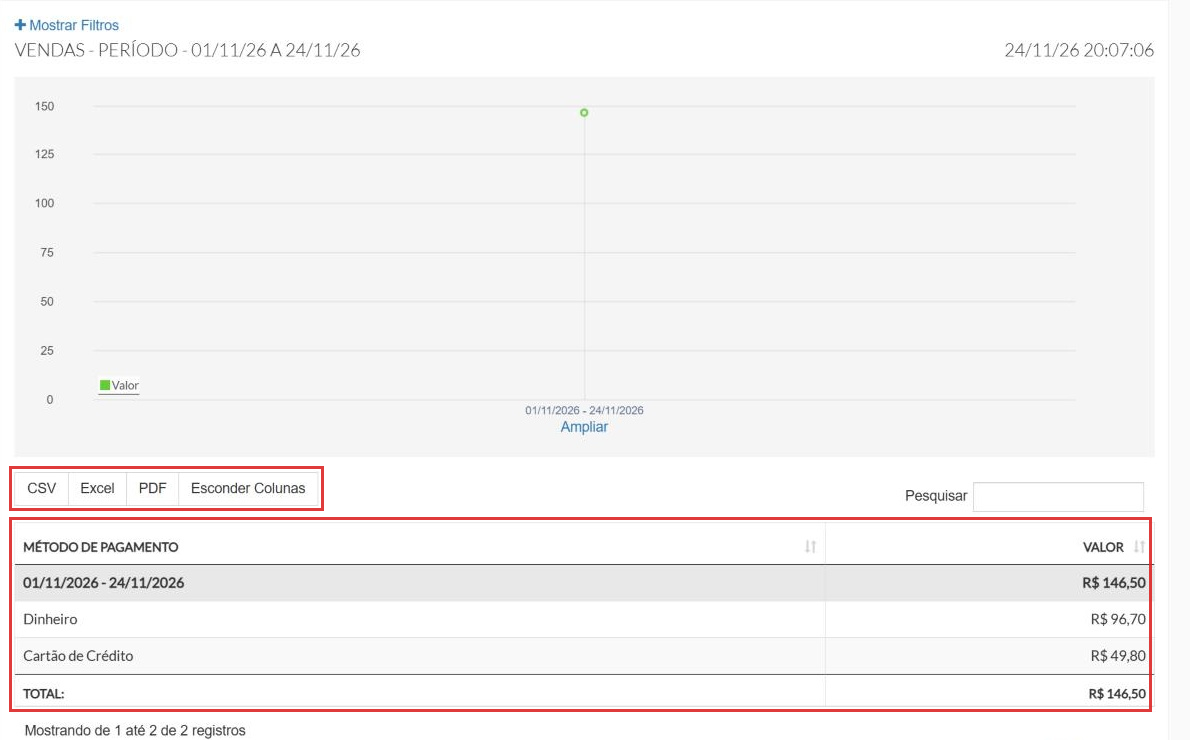 Mostrar Filtros
VENDAS - PERÍODO - 01/11/26 A 24/11/26
24/11/26 20:07:06
150
125
100
75
50
25
0
Valor
01/11/2026 - 24/11/2026
Ampliar
CSV Excel PDF Esconder Colunas
Pesquisar
MÉTODO DE PAGAMENTO VALOR
01/11/2026 - 24/11/2026 R$ 146,50
Dinheiro R$ 96,70
Cartão de Crédito R$ 49,80
TOTAL: R$ 146,50
Mostrando de 1 até 2 de 2 registros